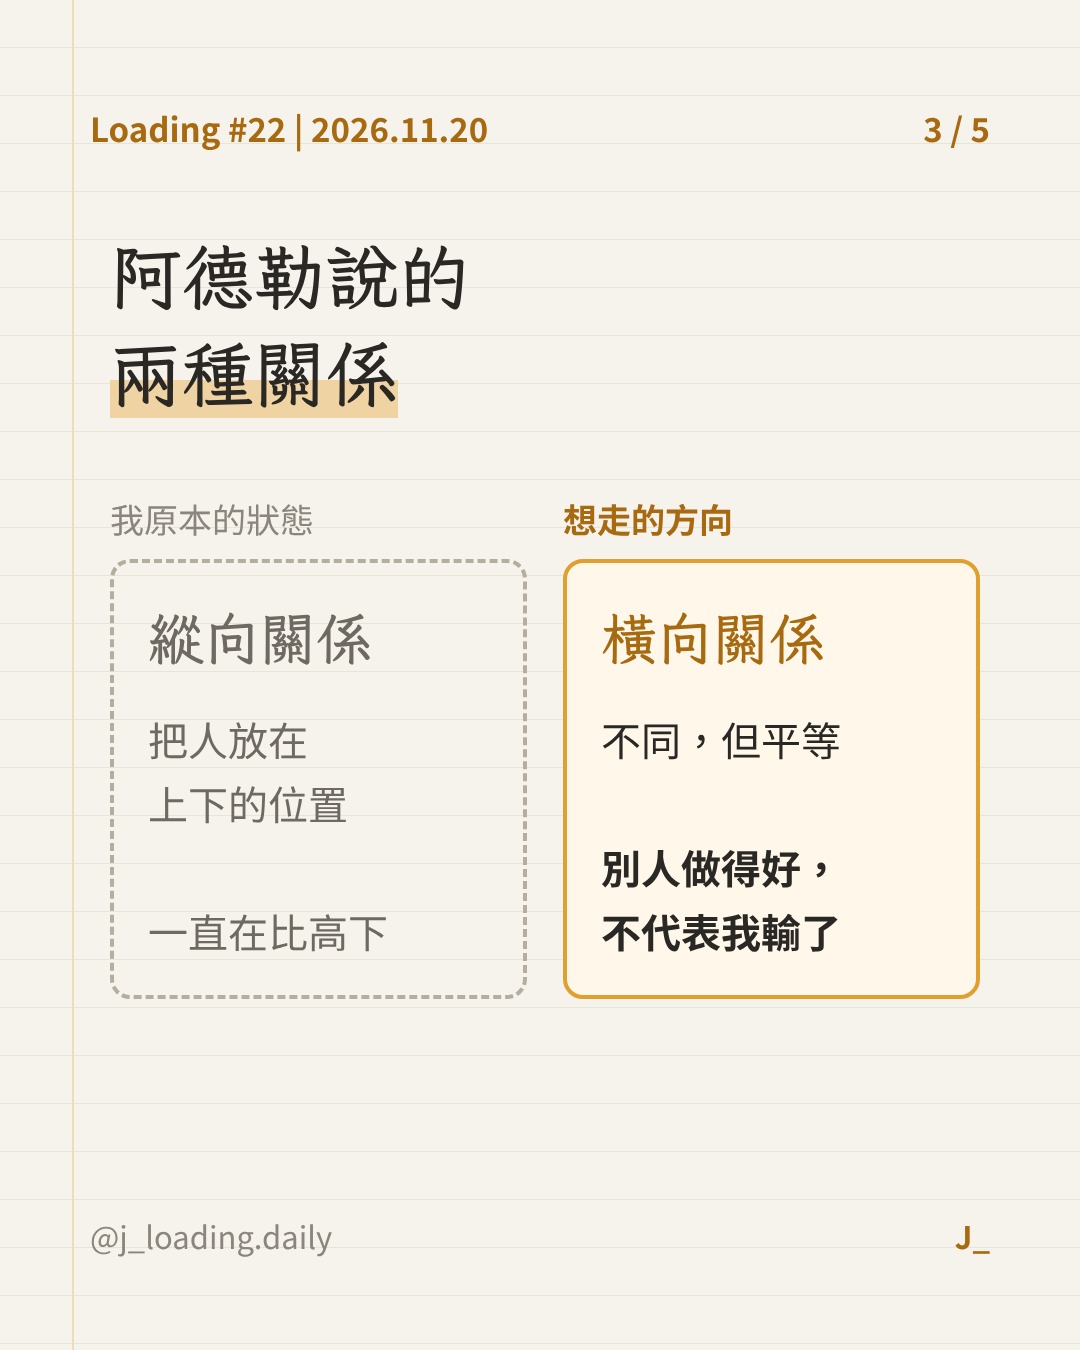 Loading #22 | 2026.11.20
3 / 5
阿德勒說的
兩種關係
我原本的狀態
縱向關係
把人放在
上下的位置
一直在比高下
想走的方向
橫向關係
不同，但平等
別人做得好，
不代表我輸了
@j_loading.daily
J_